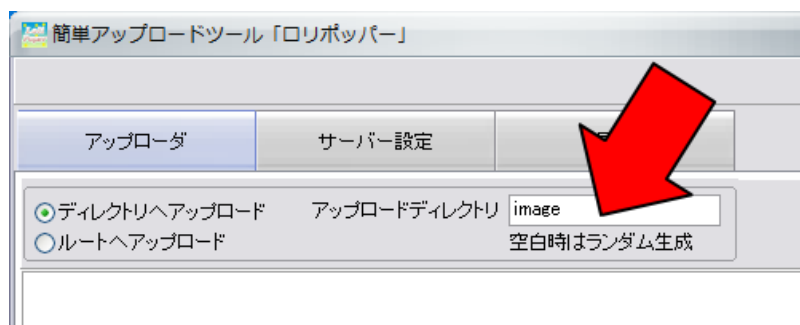 簡単アップロードツール「ロリポッパー」
アップローダ
サーバー設定
ディレクトリへアップロード
アップロードディレクトリ
image
ルートへアップロード
空白時はランダム生成